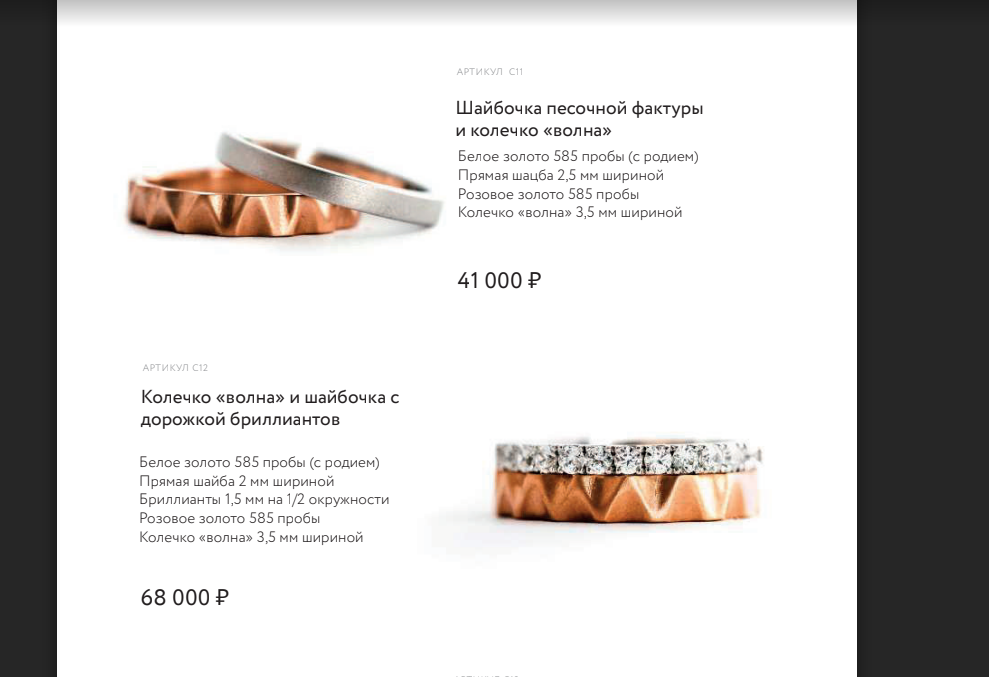 АРТИКУЛ С11
Шайбочка песочной фактуры
и колечко «волна»
Белое золото 585 пробы (с родием)
Прямая шацба 2,5 мм шириной
Розовое золото 585 пробы
Колечко «волна» 3,5 мм шириной
41 000 ₽
АРТИКУЛ С12
Колечко «волна» и шайбочка с
дорожкой бриллиантов
Белое золото 585 пробы (с родием)
Прямая шайба 2 мм шириной
Бриллианты 1,5 мм на 1/2 окружности
Розовое золото 585 пробы
Колечко «волна» 3,5 мм шириной
68 000 ₽